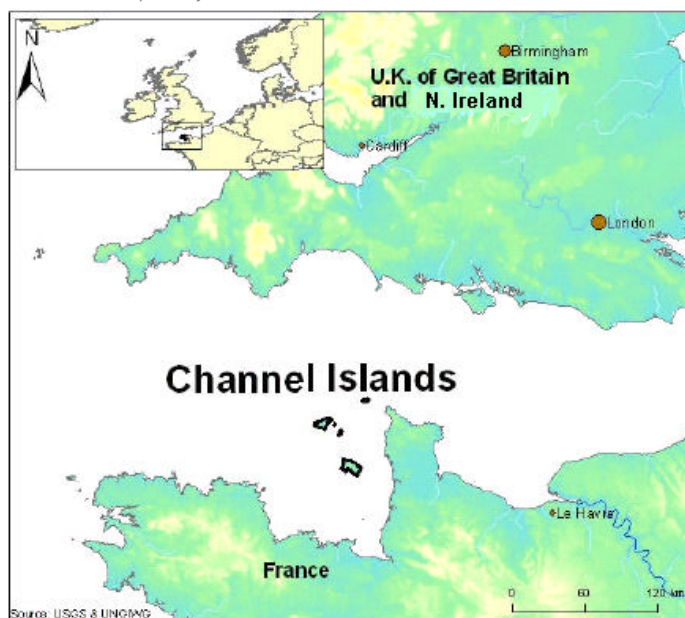 N
Birmingham
U.K. of Great Britain
and N. Ireland
Cardiff
London
Channel Islands
Le Havre
France
0 60 120 km
Source: USGS & UNGIWG